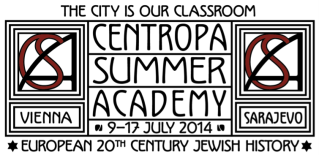 THE CITY IS OUR CLASSROOM
CENTROPA
SUMMER
ACADEMY
VIENNA
9–17 JULY 2014
SARAJEVO
EUROPEAN 20TH CENTURY JEWISH HISTORY